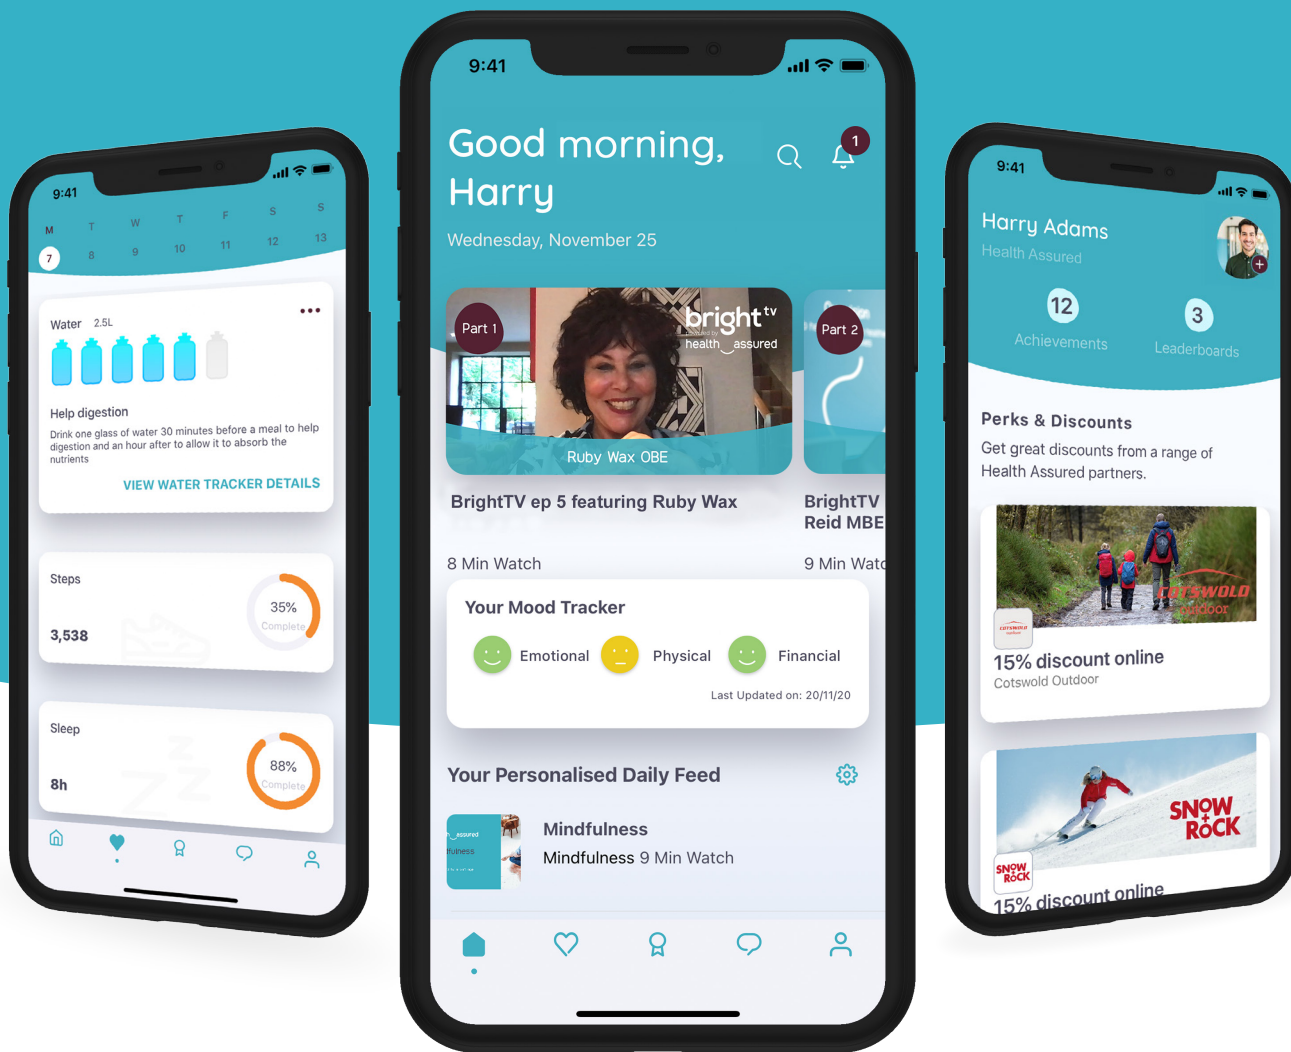 9:41
M T W T F S S
7 8 9 10 11 12 13
Water 2.5L
Help digestion
Drink one glass of water 30 minutes before a meal to help
digestion and an hour after to allow it to absorb the
nutrients
VIEW WATER TRACKER DETAILS
Steps
3,538
35%
Complete
Sleep
8h
88%
Complete
9:41
Good morning,
Harry
1
Wednesday, November 25
Part 1
bright tv
health assured
Ruby Wax OBE
Part 2
BrightTV ep 5 featuring Ruby Wax
8 Min Watch
BrightTV
Reid MBE
9 Min Watc
Your Mood Tracker
Emotional Physical Financial
Last Updated on: 20/11/20
Your Personalised Daily Feed
assured
Mindfulness
Mindfulness 9 Min Watch
9:41
Harry Adams
Health Assured
12
Achievements
3
Leaderboards
Perks & Discounts
Get great discounts from a range of
Health Assured partners.
COTSWOLD
outdoor
COTSWOLD
outdoor
15% discount online
Cotswold Outdoor
SNOW
+
ROCK
SNOW
+
ROCK
15% discount online